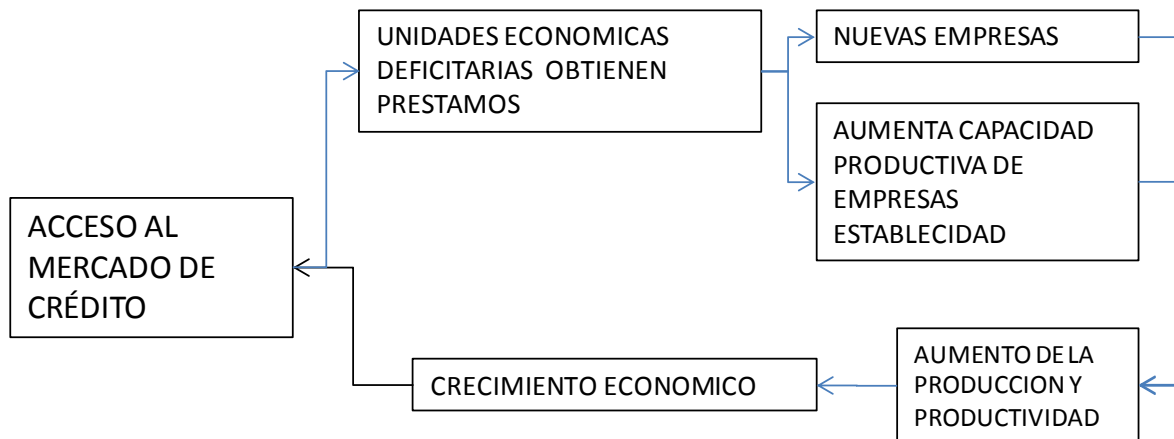 UNIDADES ECONOMICAS
DEFICITARIAS OBTIENEN
PRESTAMOS
NUEVAS EMPRESAS
AUMENTA CAPACIDAD
PRODUCTIVA DE
EMPRESAS
ESTABLECIDAD
ACCESO AL
MERCADO DE
CRÉDITO
CRECIMIENTO ECONOMICO
AUMENTO DE LA
PRODUCCION Y
PRODUCTIVIDAD